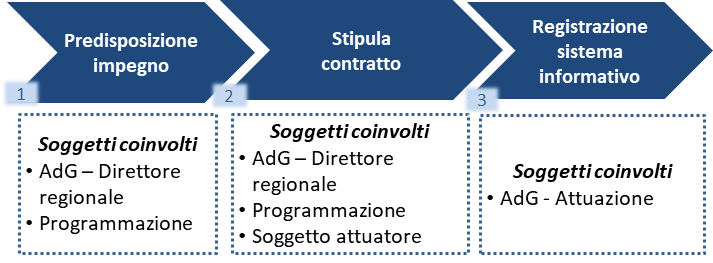 Predisposizione
impegno
1
Soggetti coinvolti
• AdG – Direttore
regionale
• Programmazione
Stipula
contratto
2
Soggetti coinvolti
• AdG – Direttore
regionale
• Programmazione
• Soggetto attuatore
Registrazione
sistema
informativo
3
Soggetti coinvolti
• AdG - Attuazione